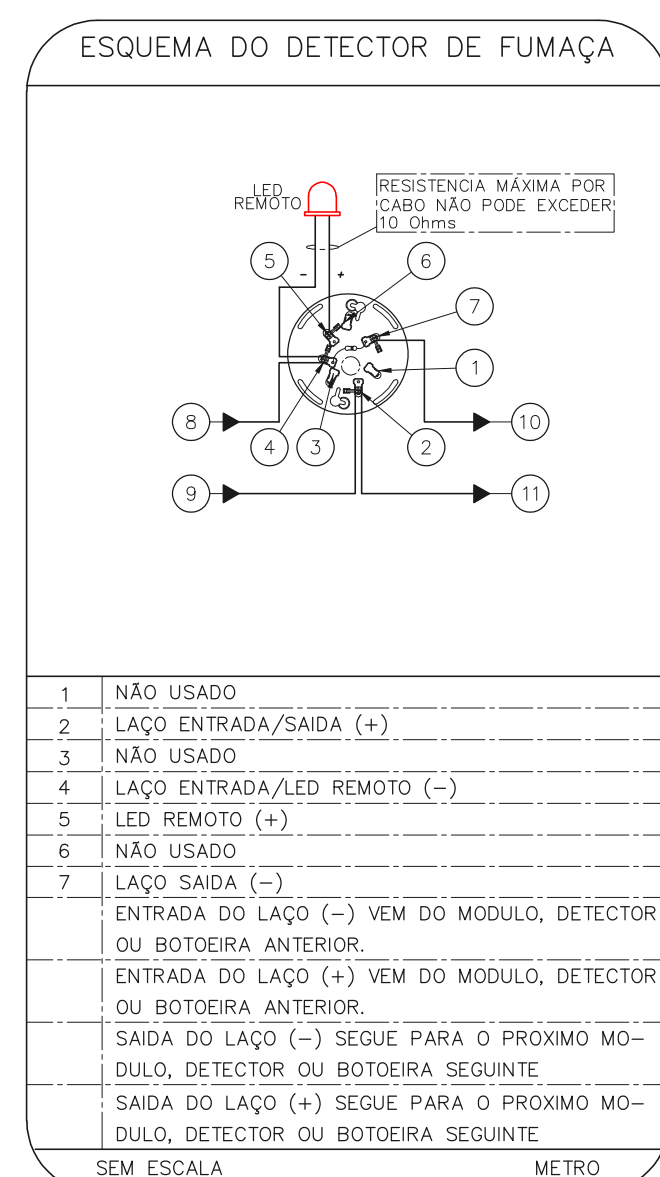 ESQUEMA DO DETECTOR DE FUMAÇA
LED
REMOTO
RESISTENCIA MÁXIMA POR
CABO NÃO PODE EXCEDER
10 Ohms
- +
5
6
7
1
8
10
4
3
2
9
11
1 NÃO USADO
2 LAÇO ENTRADA/SAIDA (+)
3 NÃO USADO
4 LAÇO ENTRADA/LED REMOTO (-)
5 LED REMOTO (+)
6 NÃO USADO
7 LAÇO SAIDA (-)
ENTRADA DO LAÇO (-) VEM DO MODULO, DETECTOR
OU BOTOEIRA ANTERIOR.
ENTRADA DO LAÇO (+) VEM DO MODULO, DETECTOR
OU BOTOEIRA ANTERIOR.
SAIDA DO LAÇO (-) SEGUE PARA O PROXIMO MO-
DULO, DETECTOR OU BOTOEIRA SEGUINTE
SAIDA DO LAÇO (+) SEGUE PARA O PROXIMO MO-
DULO, DETECTOR OU BOTOEIRA SEGUINTE
SEM ESCALA METRO